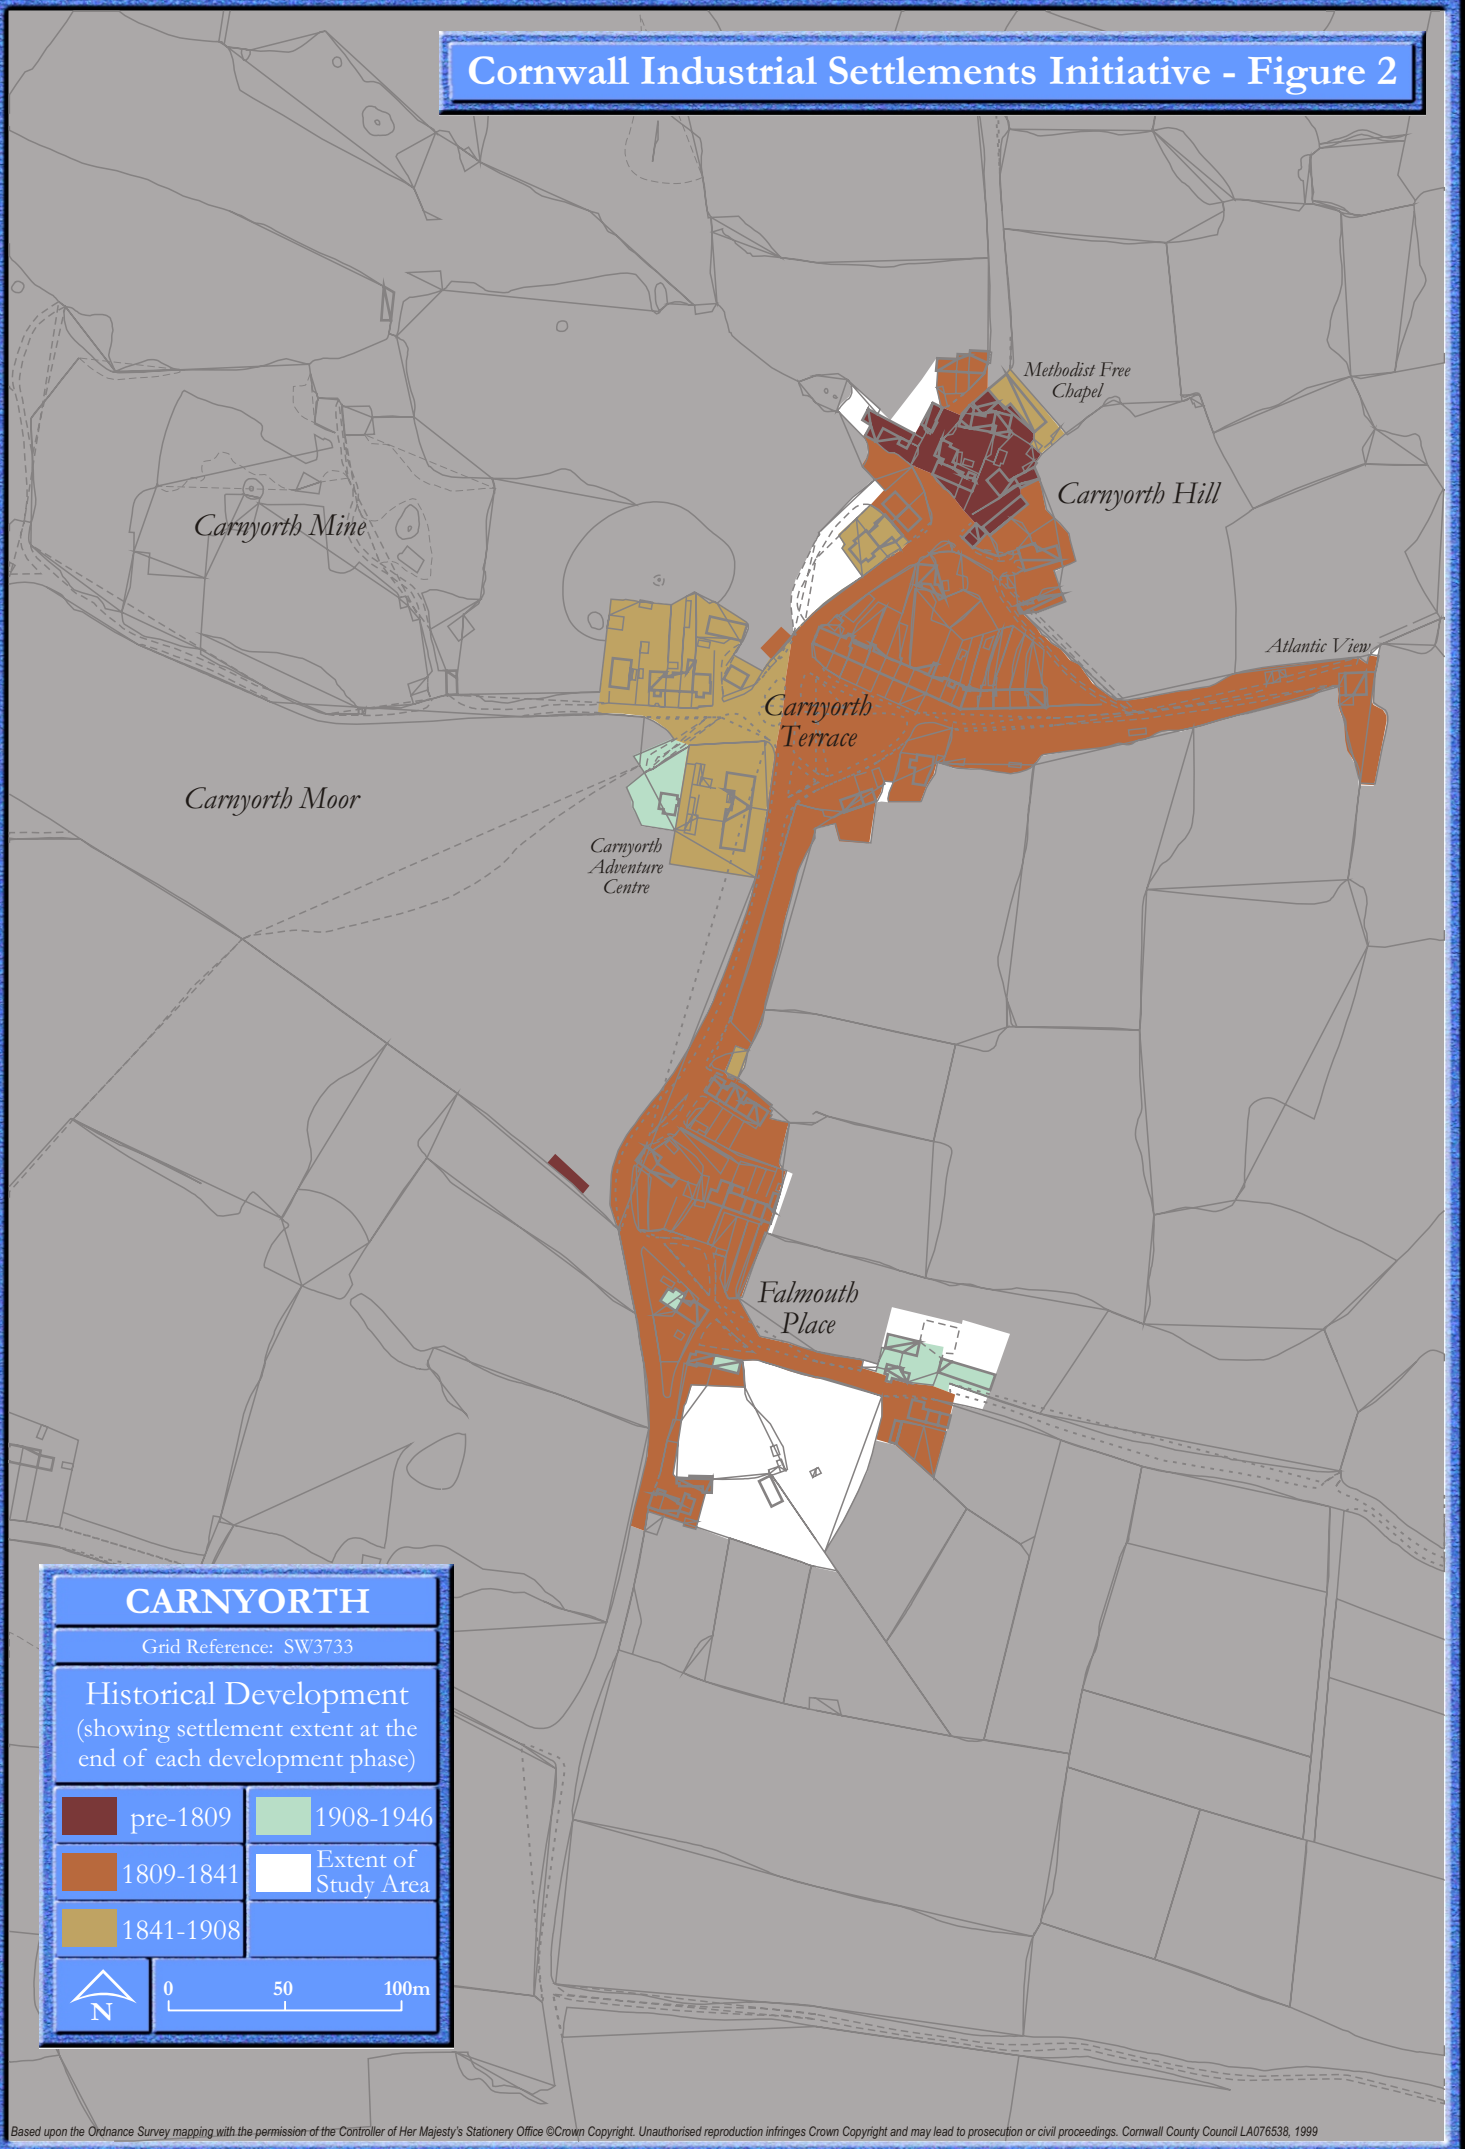 Cornwall Industrial Settlements Initiative - Figure 2
Methodist Free
Chapel
Carnyorth Hill
Carnyorth Mine
Atlantic View
Carnyorth
Terrace
Carnyorth Moor
Carnyorth
Adventure
Centre
Falmouth
Place
CARNYORTH
Grid Reference: SW3733
Historical Development
(showing settlement extent at the
end of each development phase)
pre-1809
1908-1946
1809-1841
Extent of
Study Area
1841-1908
N
0 50 100m
Based upon the Ordnance Survey mapping with the permission of the Controller of Her Majesty's Stationery Office ©Crown Copyright. Unauthorised reproduction infringes Crown Copyright and may lead to prosecution or civil proceedings. Cornwall County Council LA076538, 1999